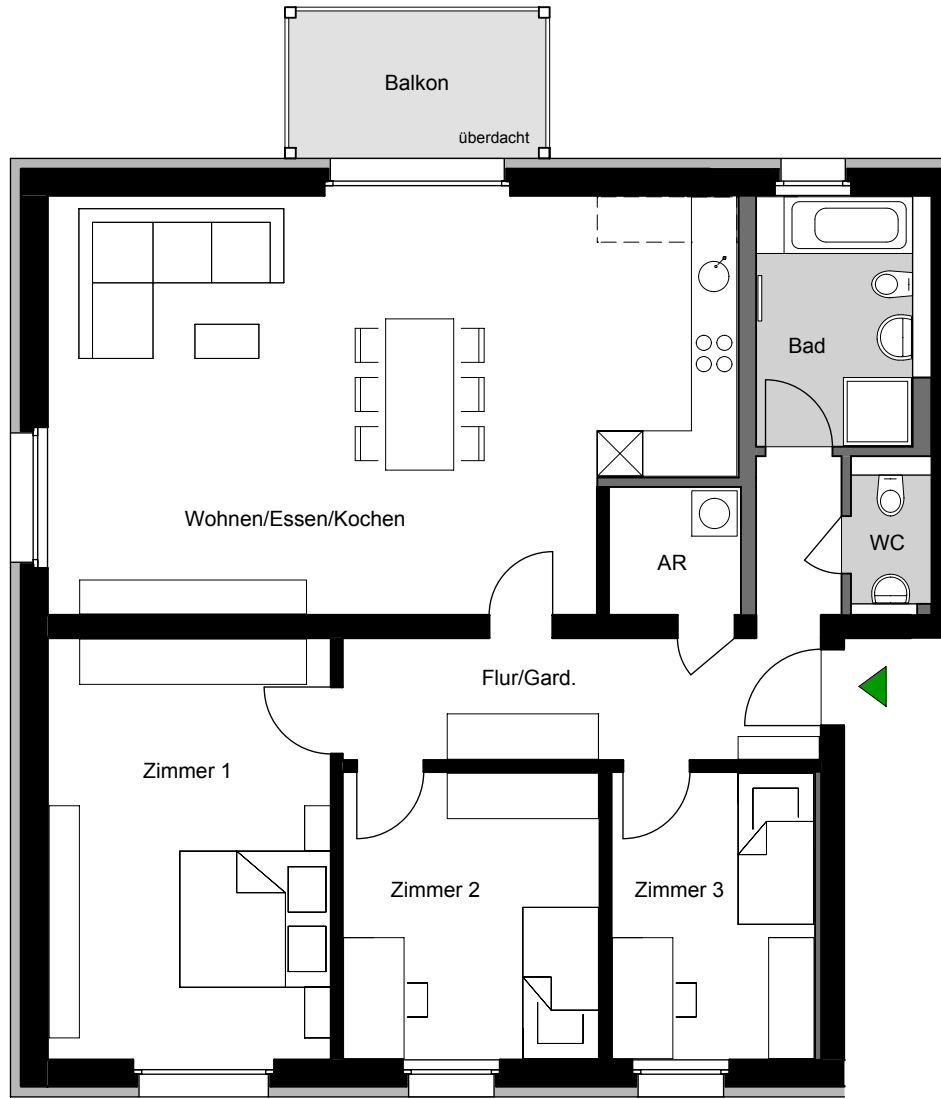 Balkon
überdacht
Bad
Wohnen/Essen/Kochen
WC
AR
Flur/Gard.
Zimmer 1
Zimmer 2
Zimmer 3